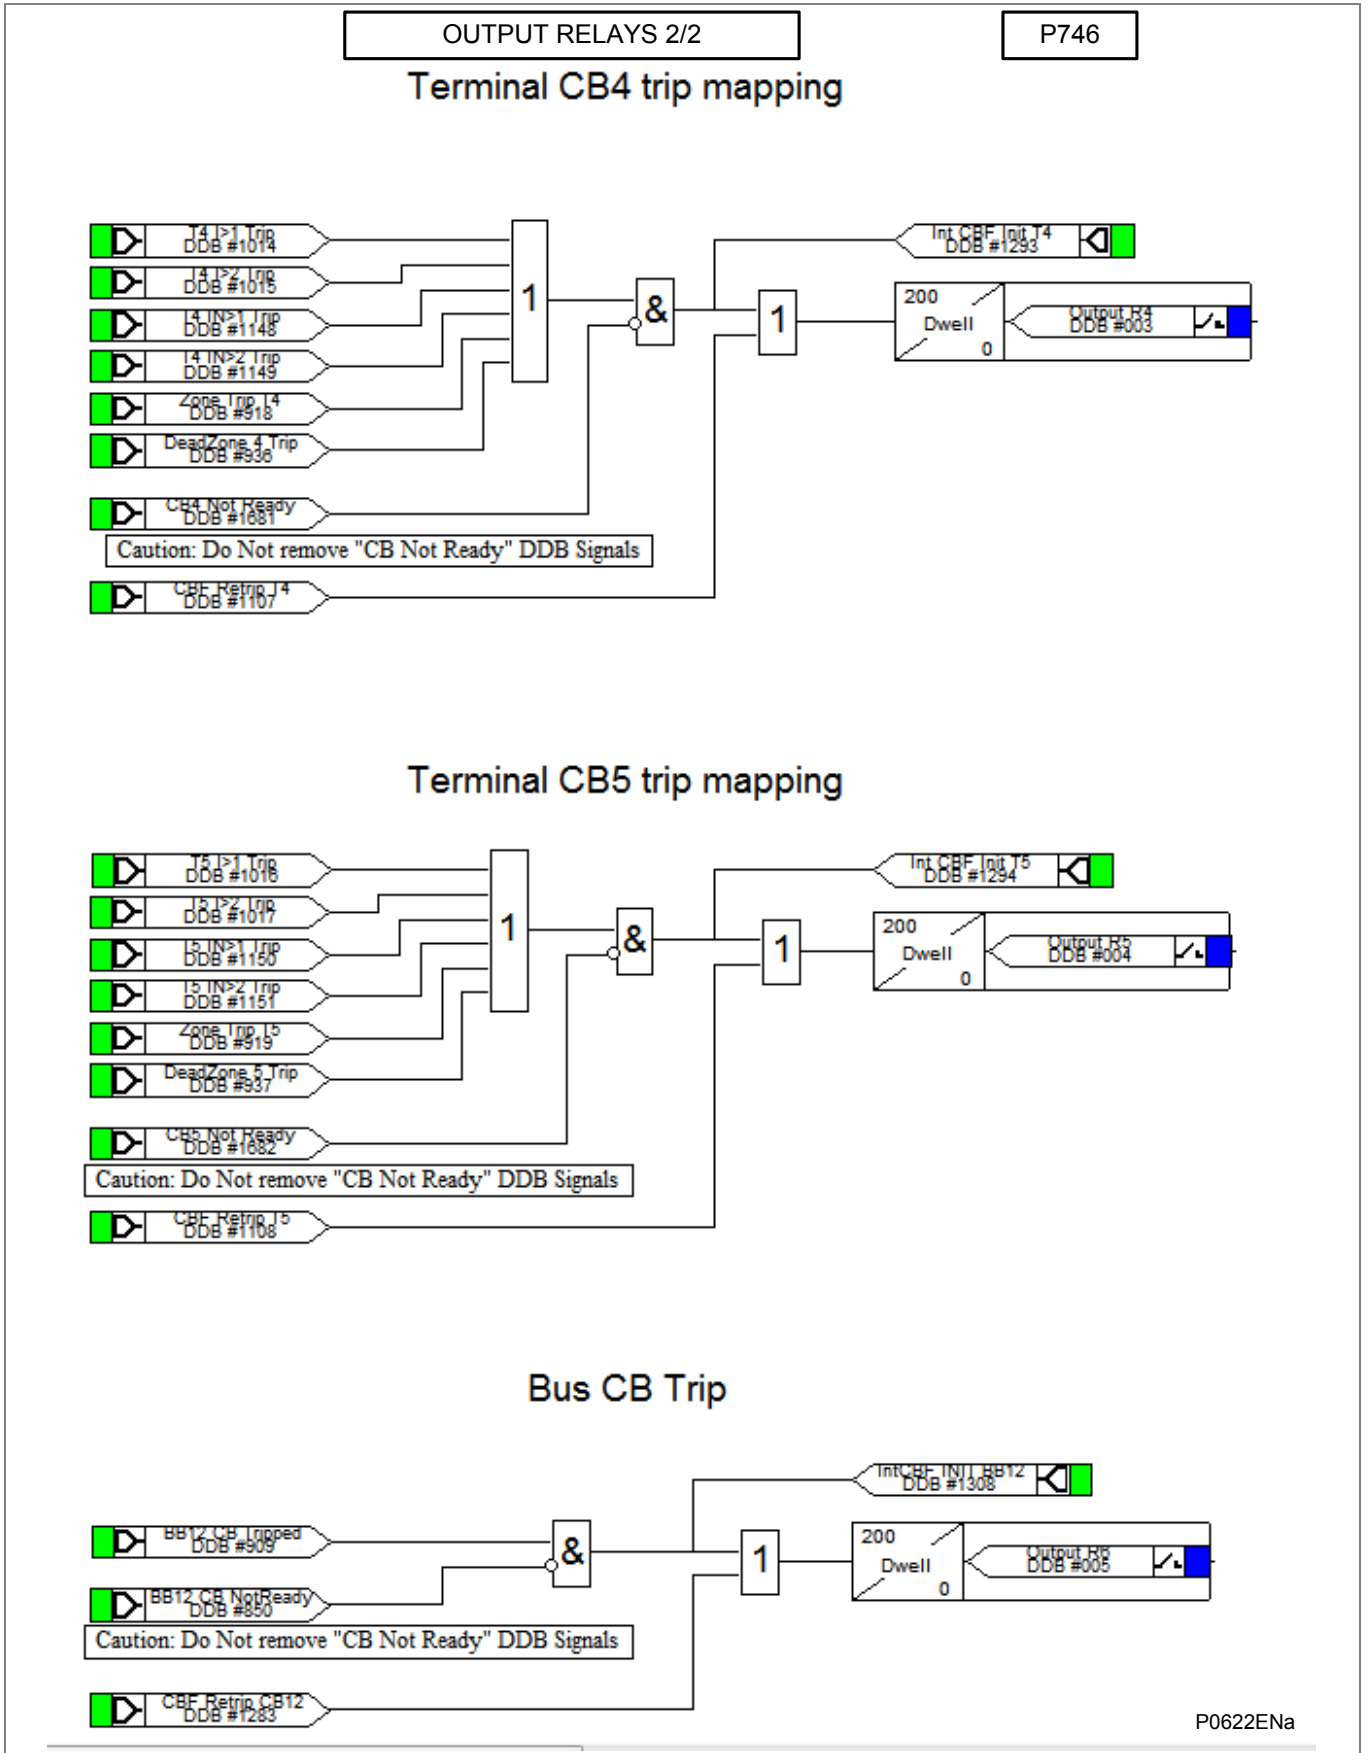 OUTPUT RELAYS 2/2
P746
Terminal CB4 trip mapping
T4 I>1 Trip
DDB #1014
T4 I>2 Trip
DDB #1015
T4 IN>1 Trip
DDB #1148
T4 IN>2 Trip
DDB #1149
Zone Trip T4
DDB #918
DeadZone 4 Trip
DDB #936
CB4 Not Ready
DDB #1681
Caution: Do Not remove "CB Not Ready" DDB Signals
CBF Retrip T4
DDB #1107
1
&
1
Int CBF Init T4
DDB #1293
200
Dwell
0
Output R4
DDB #003
Terminal CB5 trip mapping
T5 I>1 Trip
DDB #1016
T5 I>2 Trip
DDB #1017
T5 IN>1 Trip
DDB #1150
T5 IN>2 Trip
DDB #1151
Zone Trip T5
DDB #919
DeadZone 5 Trip
DDB #937
CB5 Not Ready
DDB #1682
Caution: Do Not remove "CB Not Ready" DDB Signals
CBF Retrip T5
DDB #1108
1
&
1
Int CBF Init T5
DDB #1294
200
Dwell
0
Output R5
DDB #004
Bus CB Trip
BB12 CB Tripped
DDB #909
BB12 CB NotReady
DDB #850
Caution: Do Not remove "CB Not Ready" DDB Signals
CBF Retrip CB12
DDB #1283
&
1
IntCBF INIT BB12
DDB #1308
200
Dwell
0
Output R6
DDB #005
P0622ENa